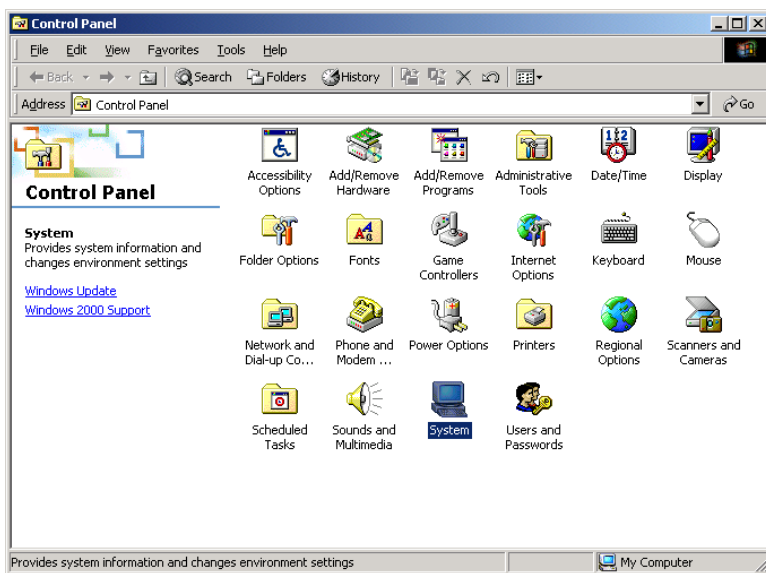 Control Panel
File Edit View Favorites Tools Help
Back Search Folders History
Address Control Panel Go
Control Panel
System
Provides system information and
changes environment settings
Windows Update
Windows 2000 Support
Accessibility
Options
Add/Remove
Hardware
Add/Remove
Programs
Administrative
Tools
Date/Time
Display
Folder Options
Fonts
Game
Controllers
Internet
Options
Keyboard
Mouse
Network and
Dial-up Co...
Phone and
Modem ...
Power Options
Printers
Regional
Options
Scanners and
Cameras
Scheduled
Tasks
Sounds and
Multimedia
System
Users and
Passwords
Provides system information and changes environment settings
My Computer